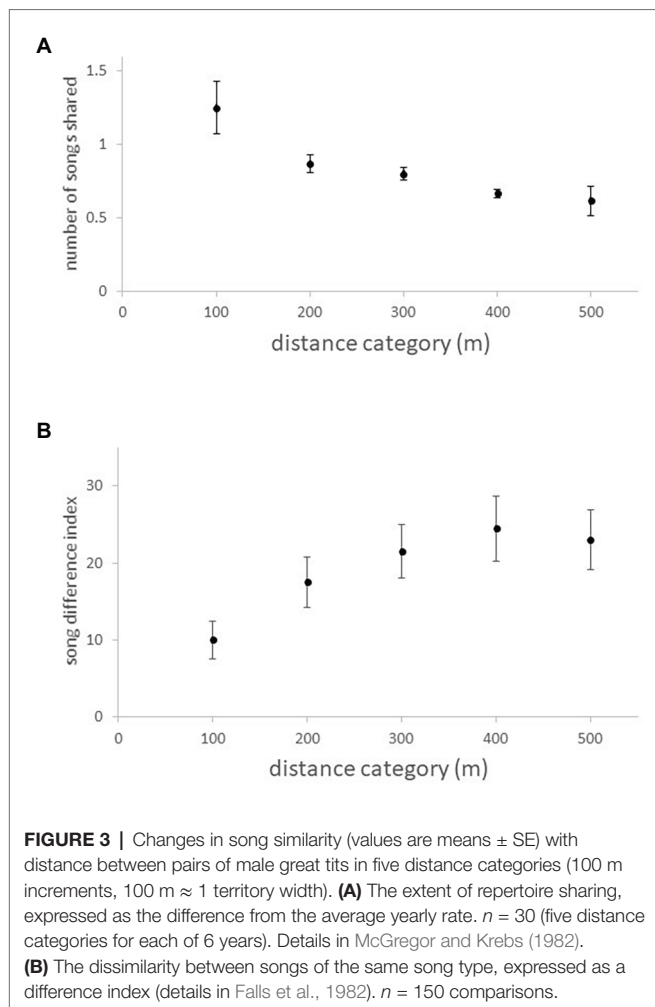 A
1.5
1
0.5
0
number of songs shared
0
100
200
300
400
500
distance category (m)
B
30
20
10
0
song difference index
0
100
200
300
400
500
distance category (m)
FIGURE 3 | Changes in song similarity (values are means ± SE) with
distance between pairs of male great tits in five distance categories (100 m
increments, 100 m ≈ 1 territory width). (A) The extent of repertoire sharing,
expressed as the difference from the average yearly rate. n = 30 (five distance
categories for each of 6 years). Details in McGregor and Krebs (1982).
(B) The dissimilarity between songs of the same song type, expressed as a
difference index (details in Falls et al., 1982). n = 150 comparisons.